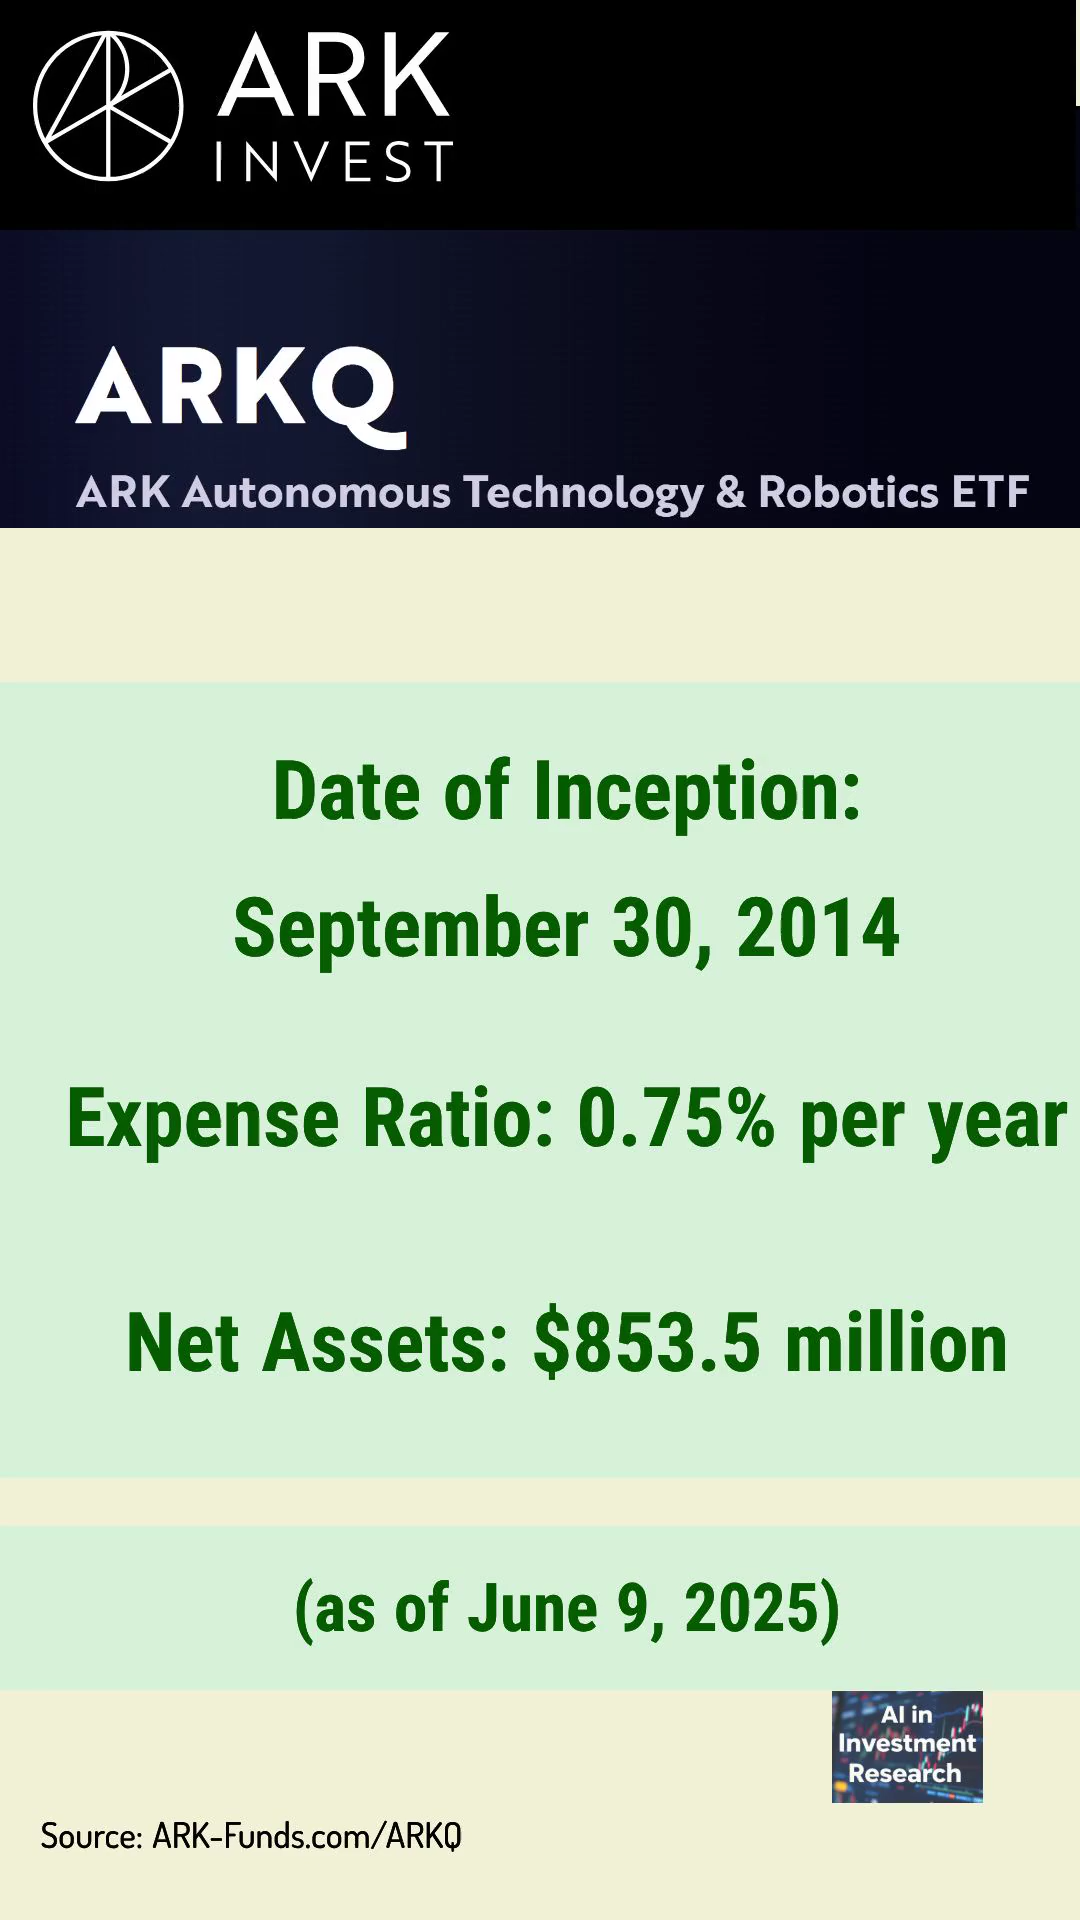 ARK
INVEST
ARKQ
ARK Autonomous Technology & Robotics ETF
Date of Inception:
September 30, 2014
Expense Ratio: 0.75% per year
Net Assets: $853.5 million
(as of June 9, 2025)
AI in
Investment
Research
Source: ARK-Funds.com/ARKQ